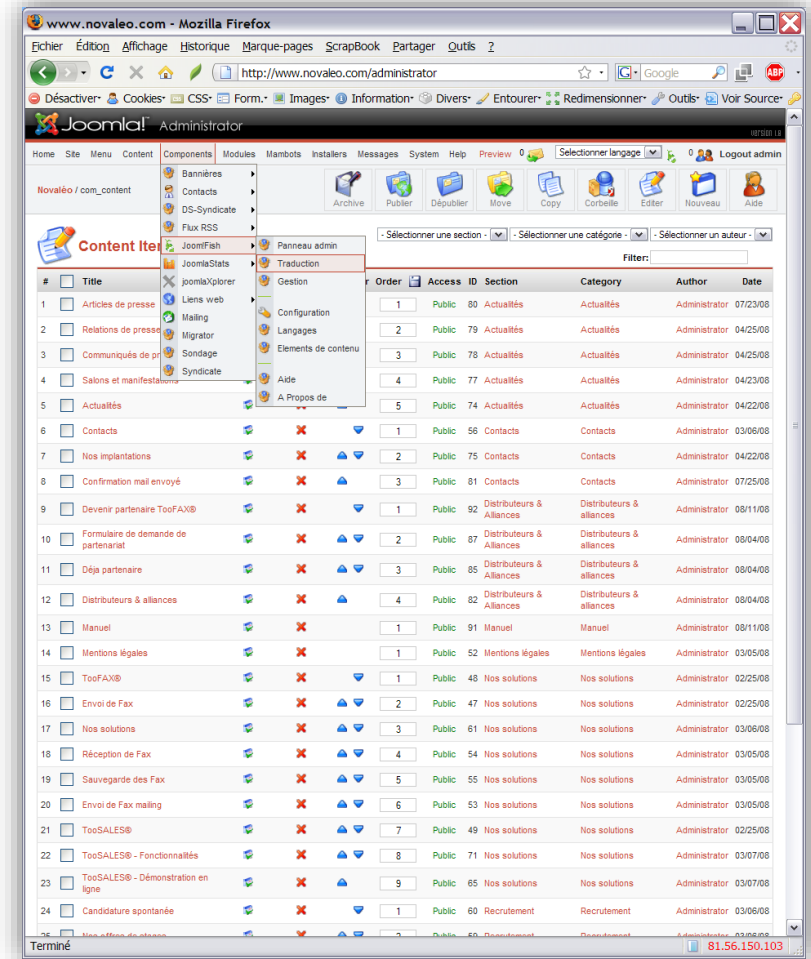 www.novaleo.com - Mozilla Firefox
Fichier Édition Affichage Historique Marque-pages ScrapBook Partager Outils ?
http://www.novaleo.com/administrator G Google ABP
Désactiver Cookies CSS Form. Images Information Divers Entourer Redimensionner Outils Voir Source
Joomla! Administrator
version 1.0
Home Site Menu Content Components Modules Mambots Installers Messages System Help Preview 0 Selectionner langage 0 Logout admin
Novaléo / com_content
Archive Publier Dépublier Move Copy Corbeille Editer Nouveau Aide
Bannières
Contacts
DS-Syndicate
Flux RSS
Joom!Fish
JoomlaStats
joomlaXplorer
Liens web
Mailing
Migrator
Sondage
Syndicate
Panneau admin
Traduction
Gestion
Configuration
Langages
Elements de contenu
Aide
A Propos de
Content Iter
- Sélectionner une section - - Sélectionner une catégorie - - Sélectionner un auteur -
Filter:
# Title r Order Access ID Section Category Author Date
1 Articles de presse 1 Public 80 Actualités Actualités Administrator 07/23/08
2 Relations de presse 2 Public 79 Actualités Actualités Administrator 04/25/08
3 Communiqués de pr 3 Public 78 Actualités Actualités Administrator 04/25/08
4 Salons et manifestations 4 Public 77 Actualités Actualités Administrator 04/22/08
5 Actualités 5 Public 74 Actualités Actualités Administrator 04/22/08
6 Contacts 1 Public 56 Contacts Contacts Administrator 03/06/08
7 Nos implantations 2 Public 75 Contacts Contacts Administrator 04/22/08
8 Confirmation mail envoyé 3 Public 81 Contacts Contacts Administrator 07/25/08
9 Devenir partenaire TooFAX® 1 Public 92 Distributeurs & Alliances Distributeurs & alliances Administrator 08/11/08
10 Formulaire de demande de partenariat 2 Public 87 Distributeurs & Alliances Distributeurs & alliances Administrator 08/04/08
11 Déja partenaire 3 Public 85 Distributeurs & Alliances Distributeurs & alliances Administrator 08/04/08
12 Distributeurs & alliances 4 Public 82 Distributeurs & Alliances Distributeurs & alliances Administrator 08/04/08
13 Manuel 1 Public 91 Manuel Manuel Administrator 08/11/08
14 Mentions légales 1 Public 52 Mentions légales Mentions légales Administrator 03/05/08
15 TooFAX® 1 Public 48 Nos solutions Nos solutions Administrator 02/25/08
16 Envoi de Fax 2 Public 47 Nos solutions Nos solutions Administrator 02/25/08
17 Nos solutions 3 Public 61 Nos solutions Nos solutions Administrator 03/06/08
18 Réception de Fax 4 Public 54 Nos solutions Nos solutions Administrator 03/05/08
19 Sauvegarde des Fax 5 Public 55 Nos solutions Nos solutions Administrator 03/05/08
20 Envoi de Fax mailing 6 Public 53 Nos solutions Nos solutions Administrator 03/05/08
21 TooSALES® 7 Public 49 Nos solutions Nos solutions Administrator 02/25/08
22 TooSALES® - Fonctionnalités 8 Public 71 Nos solutions Nos solutions Administrator 03/07/08
23 TooSALES® - Démonstration en ligne 9 Public 65 Nos solutions Nos solutions Administrator 03/07/08
24 Candidature spontanée 1 Public 60 Recrutement Recrutement Administrator 03/06/08
Terminé 81.56.150.103